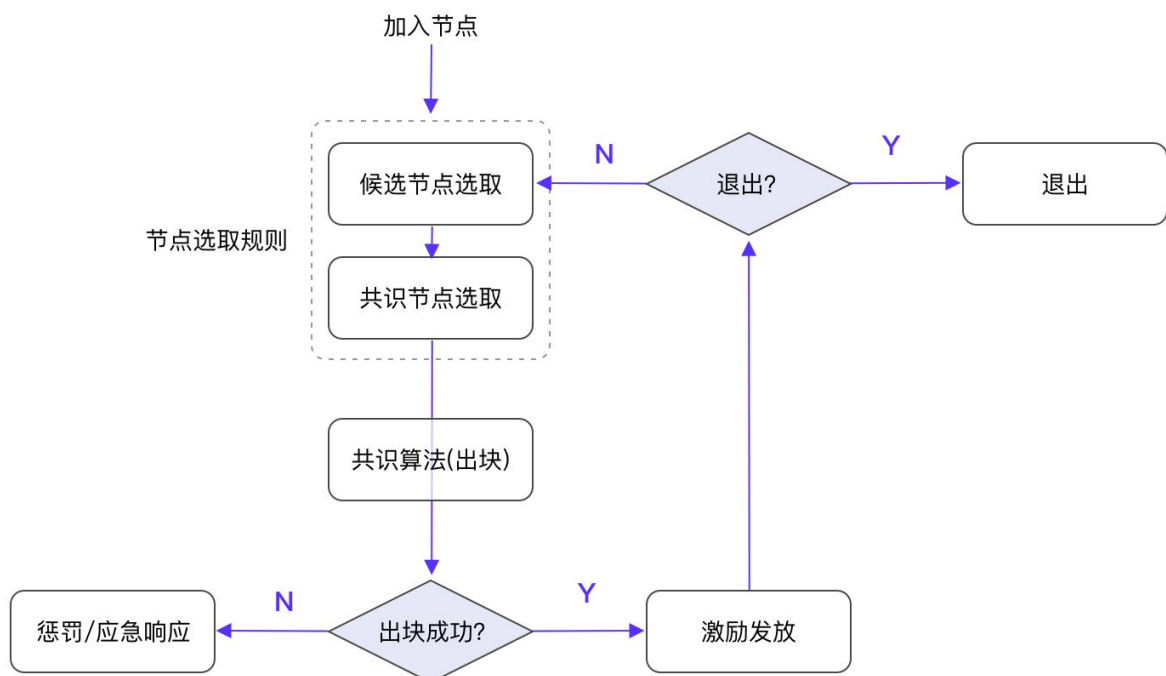 加入节点
候选节点选取
N
退出?
Y
退出
节点选取规则
共识节点选取
共识算法(出块)
惩罚/应急响应
N
出块成功?
Y
激励发放